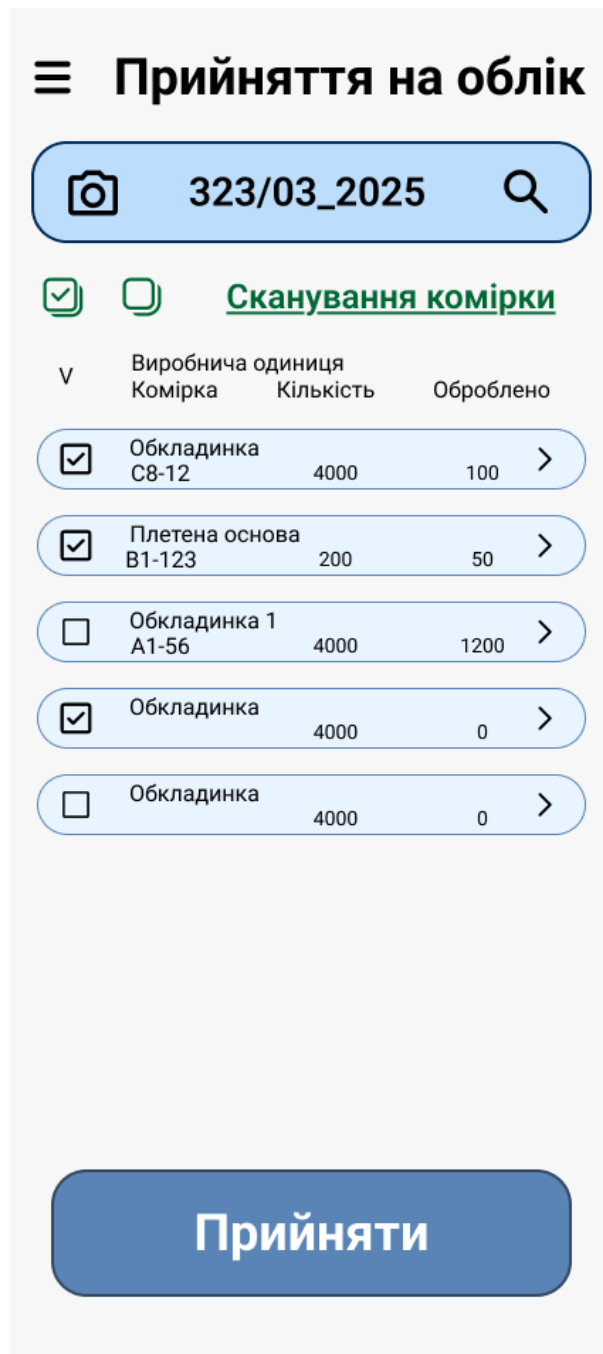 Прийняття на облік
323/03_2025
Сканування комірки
V
Виробнича одиниця
Комірка Кількість Оброблено
Обкладинка
C8-12 4000 100
Плетена основа
B1-123 200 50
Обкладинка 1
A1-56 4000 1200
Обкладинка
4000 0
Обкладинка
4000 0
Прийняти